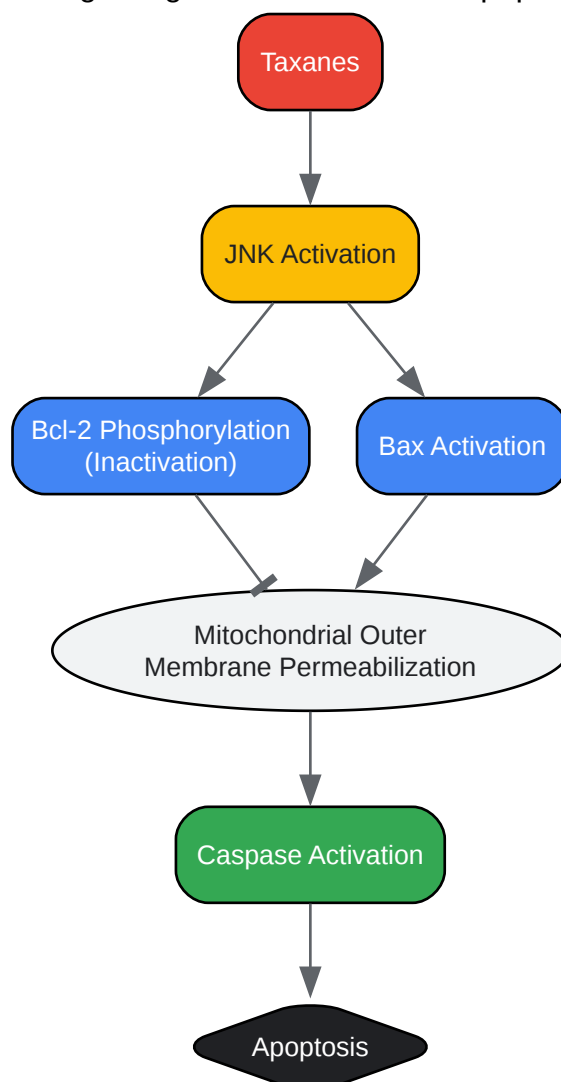 Taxanes
JNK Activation
Bcl-2 Phosphorylation
(Inactivation)
Bax Activation
Mitochondrial Outer
Membrane Permeabilization
Caspase Activation
Apoptosis